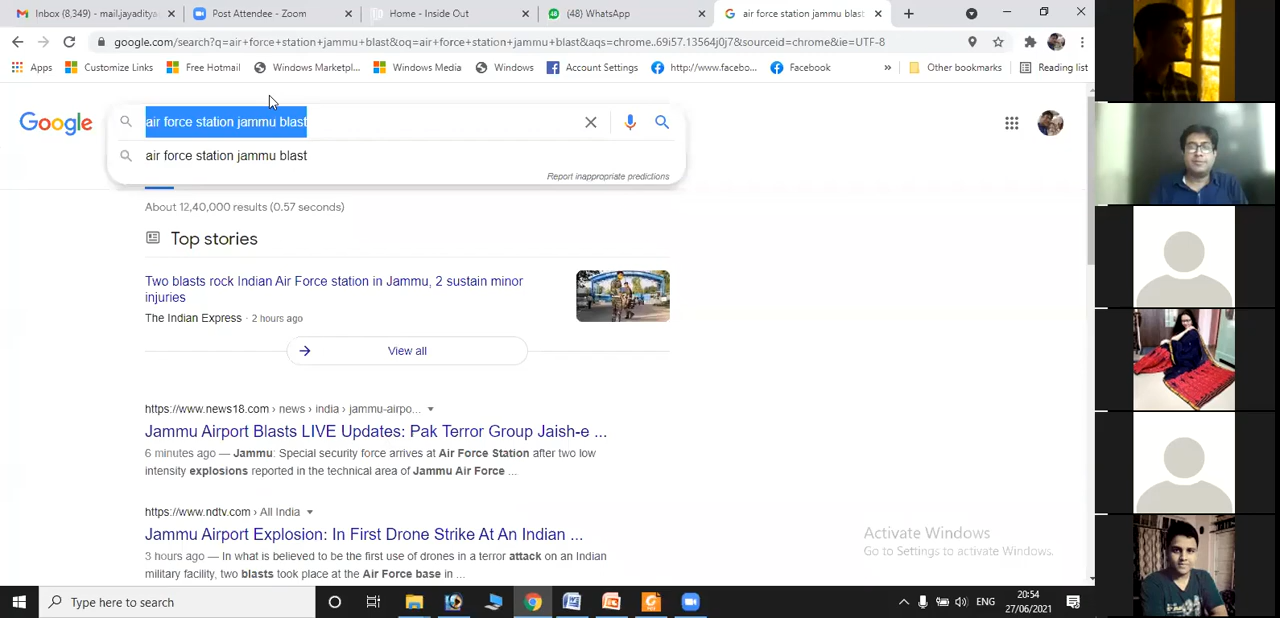 Inbox (8,349) - mail.jayaditya
Post Attendee - Zoom
Home - Inside Out
(48) WhatsApp
air force station jammu blast
google.com/search?q=air+force+station+jammu+blast&oq=air+force+station+jammu+blast&aqs=chrome..69i57.13564j0j7&sourceid=chrome&ie=UTF-8
Apps
Customize Links
Free Hotmail
Windows Marketpl...
Windows Media
Windows
Account Settings
http://www.facebo...
Facebook
»
Other bookmarks
Reading list
Google
air force station jammu blast
air force station jammu blast
Report inappropriate predictions
About 12,40,000 results (0.57 seconds)
Top stories
Two blasts rock Indian Air Force station in Jammu, 2 sustain minor
injuries
The Indian Express · 2 hours ago
View all
https://www.news18.com › news › india › jammu-airpo...
Jammu Airport Blasts LIVE Updates: Pak Terror Group Jaish-e ...
6 minutes ago — Jammu: Special security force arrives at Air Force Station after two low
intensity explosions reported in the technical area of Jammu Air Force ...
https://www.ndtv.com › All India
Jammu Airport Explosion: In First Drone Strike At An Indian ...
3 hours ago — In what is believed to be the first use of drones in a terror attack on an Indian
military facility, two blasts took place at the Air Force base in ...
Activate Windows
Go to Settings to activate Windows.
Type here to search
ENG
20:54
27/06/2021